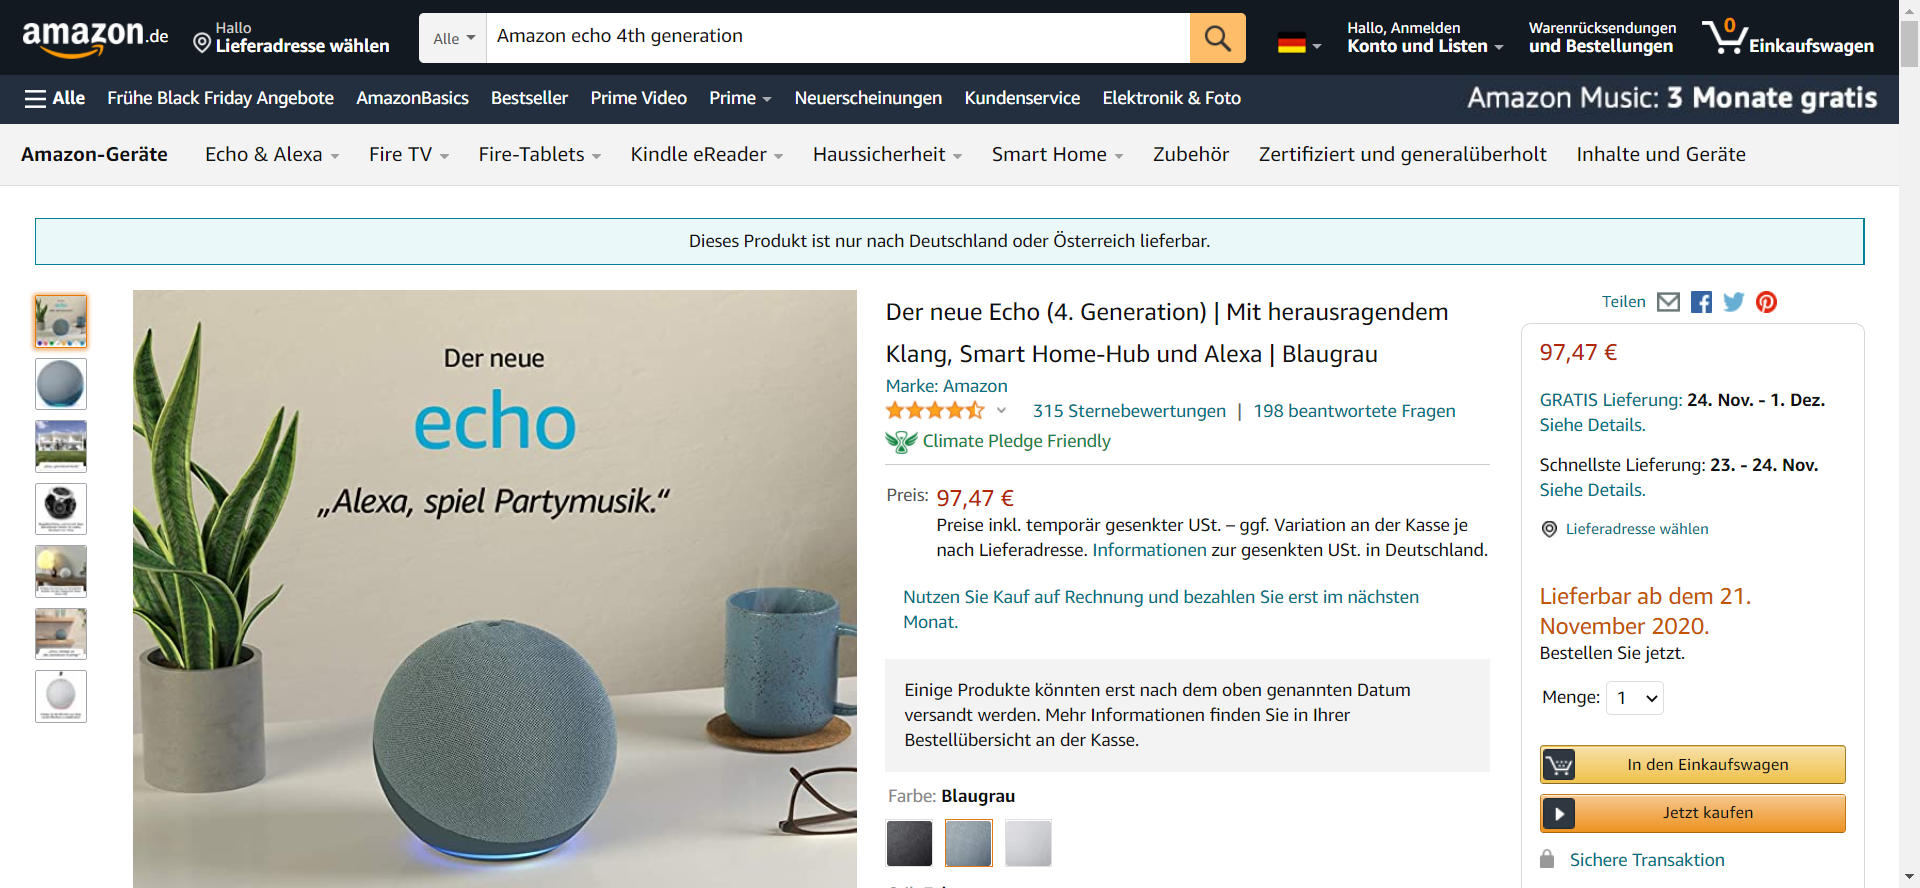 amazon.de
Hallo
Lieferadresse wählen
Alle
Amazon echo 4th generation
Hallo, Anmelden
Konto und Listen
Warenrücksendungen
und Bestellungen
0
Einkaufswagen
Alle
Frühe Black Friday Angebote
AmazonBasics
Bestseller
Prime Video
Prime
Neuerscheinungen
Kundenservice
Elektronik & Foto
Amazon Music: 3 Monate gratis
Amazon-Geräte
Echo & Alexa
Fire TV
Fire-Tablets
Kindle eReader
Haussicherheit
Smart Home
Zubehör
Zertifiziert und generalüberholt
Inhalte und Geräte
Dieses Produkt ist nur nach Deutschland oder Österreich lieferbar.
Der neue
echo
„Alexa, spiel Partymusik.“
Der neue Echo (4. Generation) | Mit herausragendem
Klang, Smart Home-Hub und Alexa | Blaugrau
Marke: Amazon
315 Sternebewertungen | 198 beantwortete Fragen
Climate Pledge Friendly
Preis: 97,47 €
Preise inkl. temporär gesenkter USt. – ggf. Variation an der Kasse je
nach Lieferadresse. Informationen zur gesenkten USt. in Deutschland.
Nutzen Sie Kauf auf Rechnung und bezahlen Sie erst im nächsten
Monat.
Einige Produkte könnten erst nach dem oben genannten Datum
versandt werden. Mehr Informationen finden Sie in Ihrer
Bestellübersicht an der Kasse.
Farbe: Blaugrau
Teilen
97,47 €
GRATIS Lieferung: 24. Nov. - 1. Dez.
Siehe Details.
Schnellste Lieferung: 23. - 24. Nov.
Siehe Details.
Lieferadresse wählen
Lieferbar ab dem 21.
November 2020.
Bestellen Sie jetzt.
Menge: 1
In den Einkaufswagen
Jetzt kaufen
Sichere Transaktion